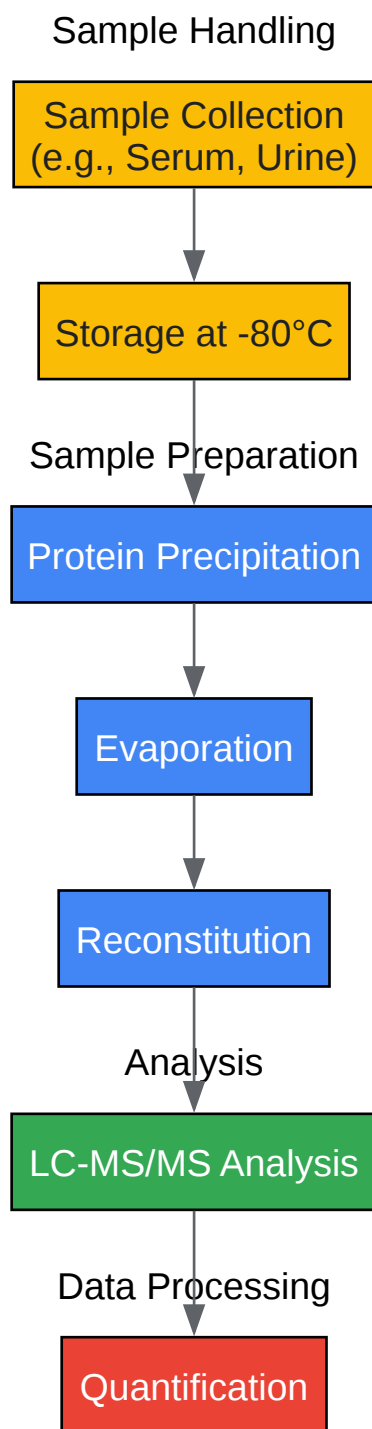 Sample Handling
Sample Collection
(e.g., Serum, Urine)
Storage at -80°C
Sample Preparation
Protein Precipitation
Evaporation
Reconstitution
Analysis
LC-MS/MS Analysis
Data Processing
Quantification